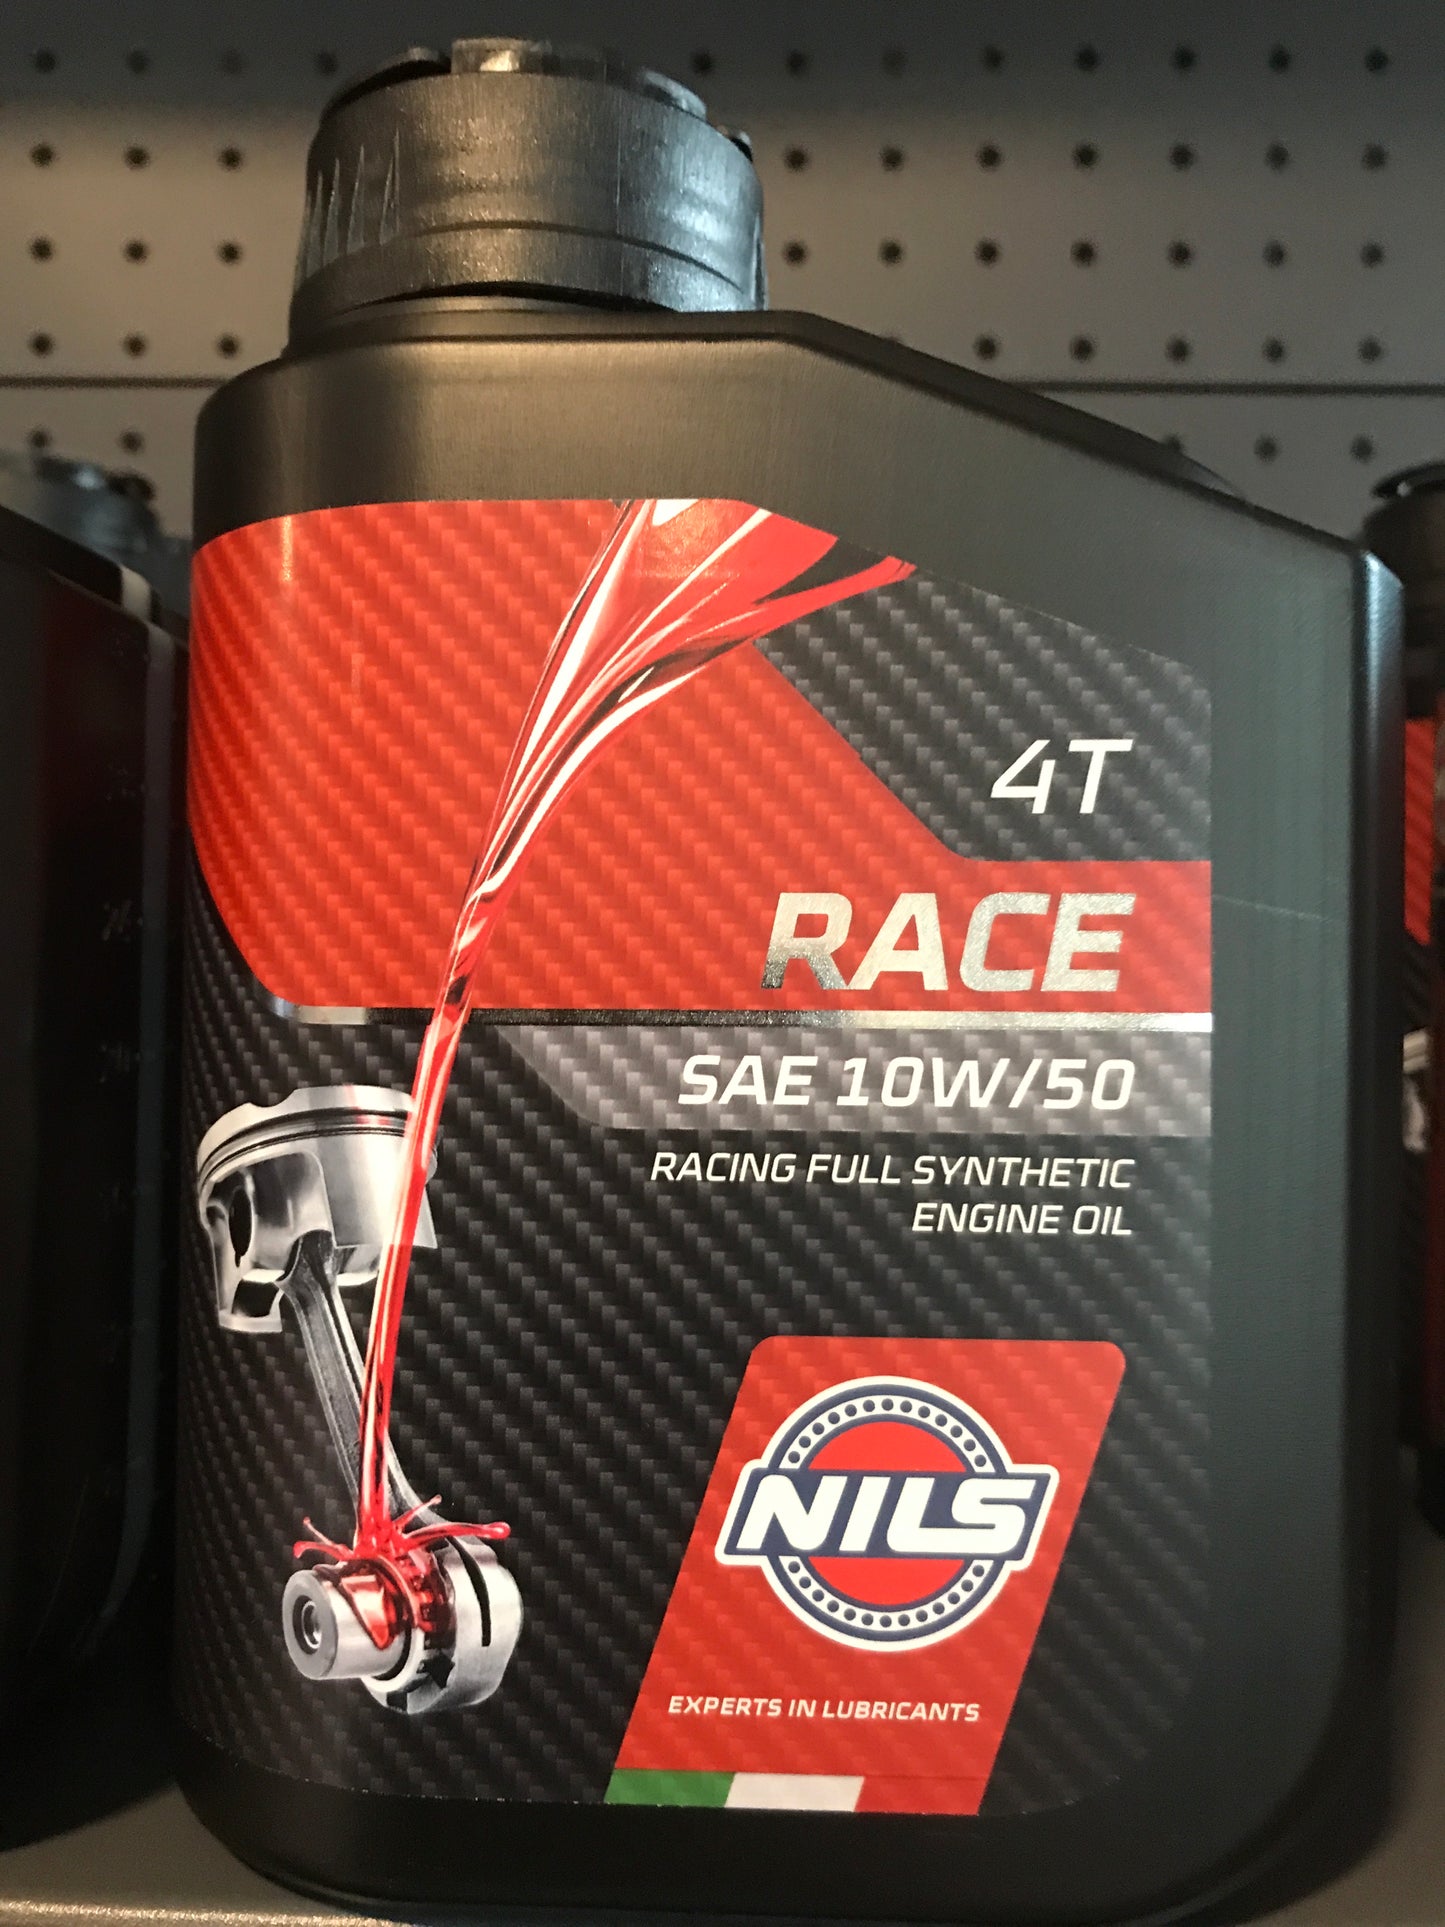 4T
RACE
SAE 10W/50
RACING FULL SYNTHETIC
ENGINE OIL
NILS
EXPERTS IN LUBRICANTS